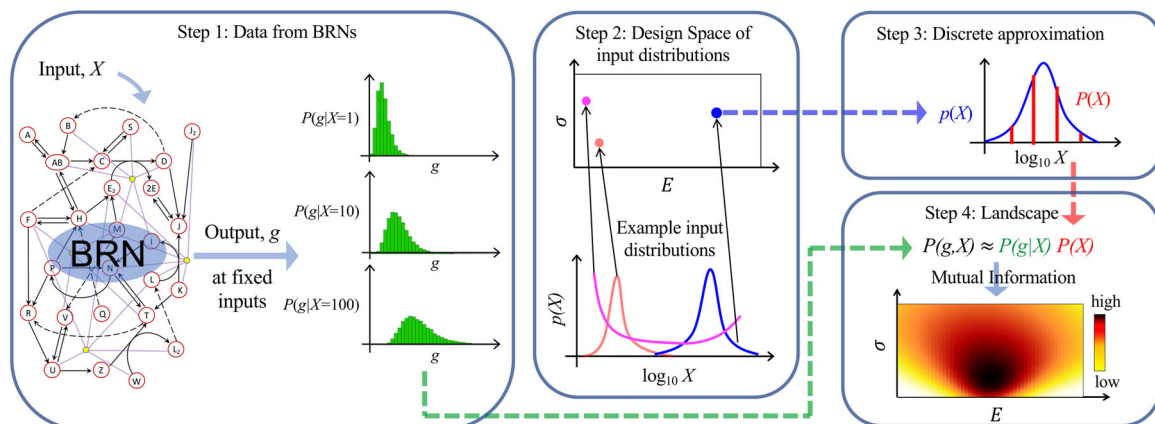 Step 1: Data from BRNs
Input, X
A
B
S
J₂
AB
C
D
E₂
2E
F
H
M
I
J
BRN
P
N
L
K
R
V
Q
T
L₂
U
Z
W
Output, g
at fixed
inputs
P(g|X=1)
g
P(g|X=10)
g
P(g|X=100)
g
Step 2: Design Space of
input distributions
σ
E
Example input
distributions
p(X)
log₁₀ X
Step 3: Discrete approximation
p(X)
P(X)
log₁₀ X
Step 4: Landscape
P(g,X) ≈ P(g|X) P(X)
Mutual Information
σ
E
high
low